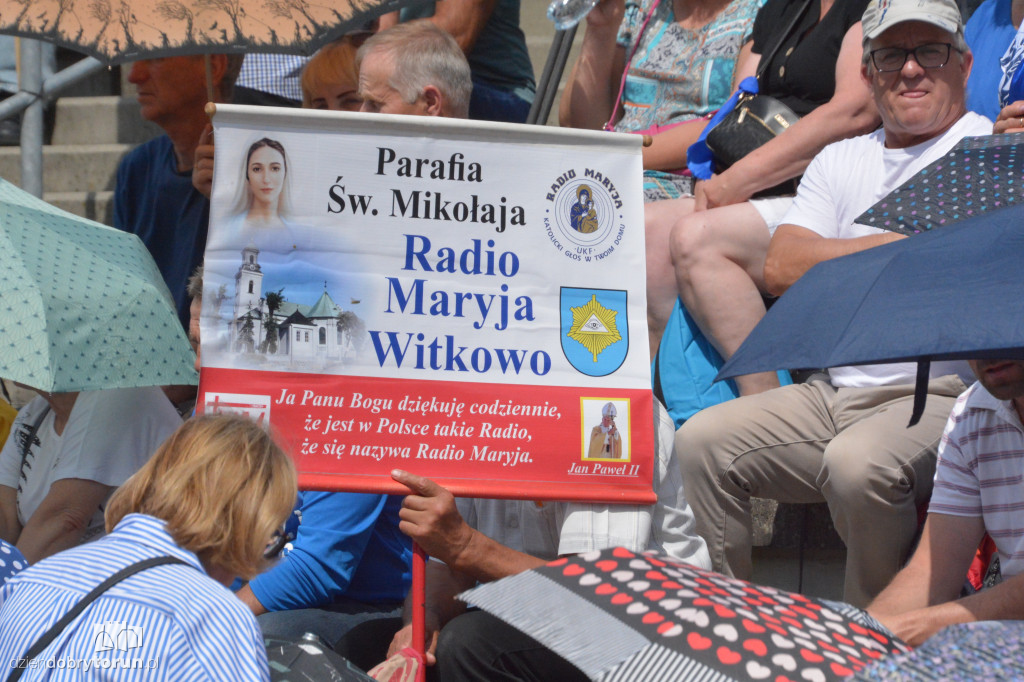 Parafia
Św. Mikołaja
Radio
Maryja
Witkowo
RADIO MARYJA
KATOLICKI GŁOS W TWOIM DOMU
·UKF·
Ja Panu Bogu dziękuję codziennie,
że jest w Polsce takie Radio,
że się nazywa Radio Maryja.
Jan Paweł II
dziendobrytorun.pl